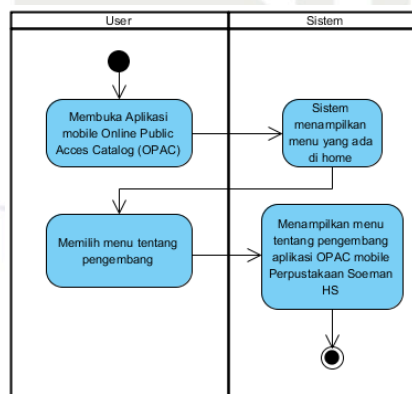 User
Sistem
Membuka Aplikasi
mobile Online Public
Acces Catalog (OPAC)
Sistem
menampilkan
menu yang ada
di home
Memilih menu tentang
pengembang
Menampilkan menu
tentang pengembang
aplikasi OPAC mobile
Perpustakaan Soeman
HS